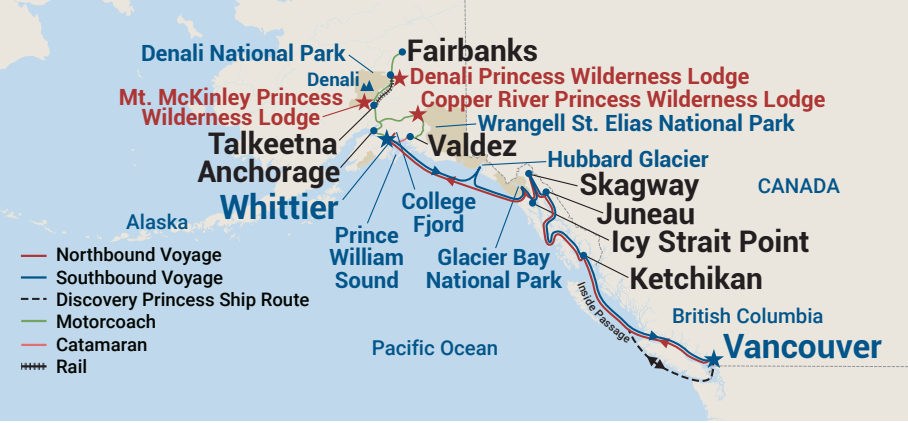 Denali National Park
Fairbanks
Denali
Denali Princess Wilderness Lodge
Mt. McKinley Princess
Wilderness Lodge
Copper River Princess Wilderness Lodge
Wrangell St. Elias National Park
Talkeetna
Valdez
Anchorage
Hubbard Glacier
Skagway
CANADA
Whittier
College
Fjord
Juneau
Alaska
Prince
William
Sound
Glacier Bay
National Park
Icy Strait Point
Ketchikan
Northbound Voyage
Southbound Voyage
Discovery Princess Ship Route
Motorcoach
Catamaran
Rail
Inside Passage
British Columbia
Pacific Ocean
Vancouver